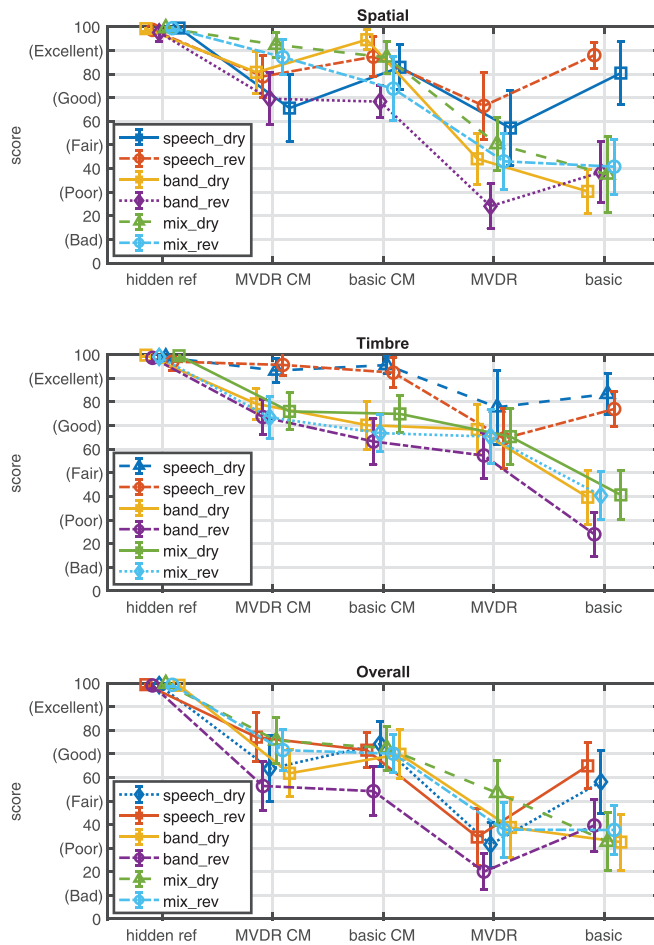 Spatial
100
(Excellent)
80
(Good)
60
(Fair)
40
(Poor)
20
(Bad)
0
score
speech_dry
speech_rev
band_dry
band_rev
mix_dry
mix_rev
hidden ref MVDR CM basic CM MVDR basic
Timbre
100
(Excellent)
80
(Good)
60
(Fair)
40
(Poor)
20
(Bad)
0
score
speech_dry
speech_rev
band_dry
band_rev
mix_dry
mix_rev
hidden ref MVDR CM basic CM MVDR basic
Overall
100
(Excellent)
80
(Good)
60
(Fair)
40
(Poor)
20
(Bad)
0
score
speech_dry
speech_rev
band_dry
band_rev
mix_dry
mix_rev
hidden ref MVDR CM basic CM MVDR basic